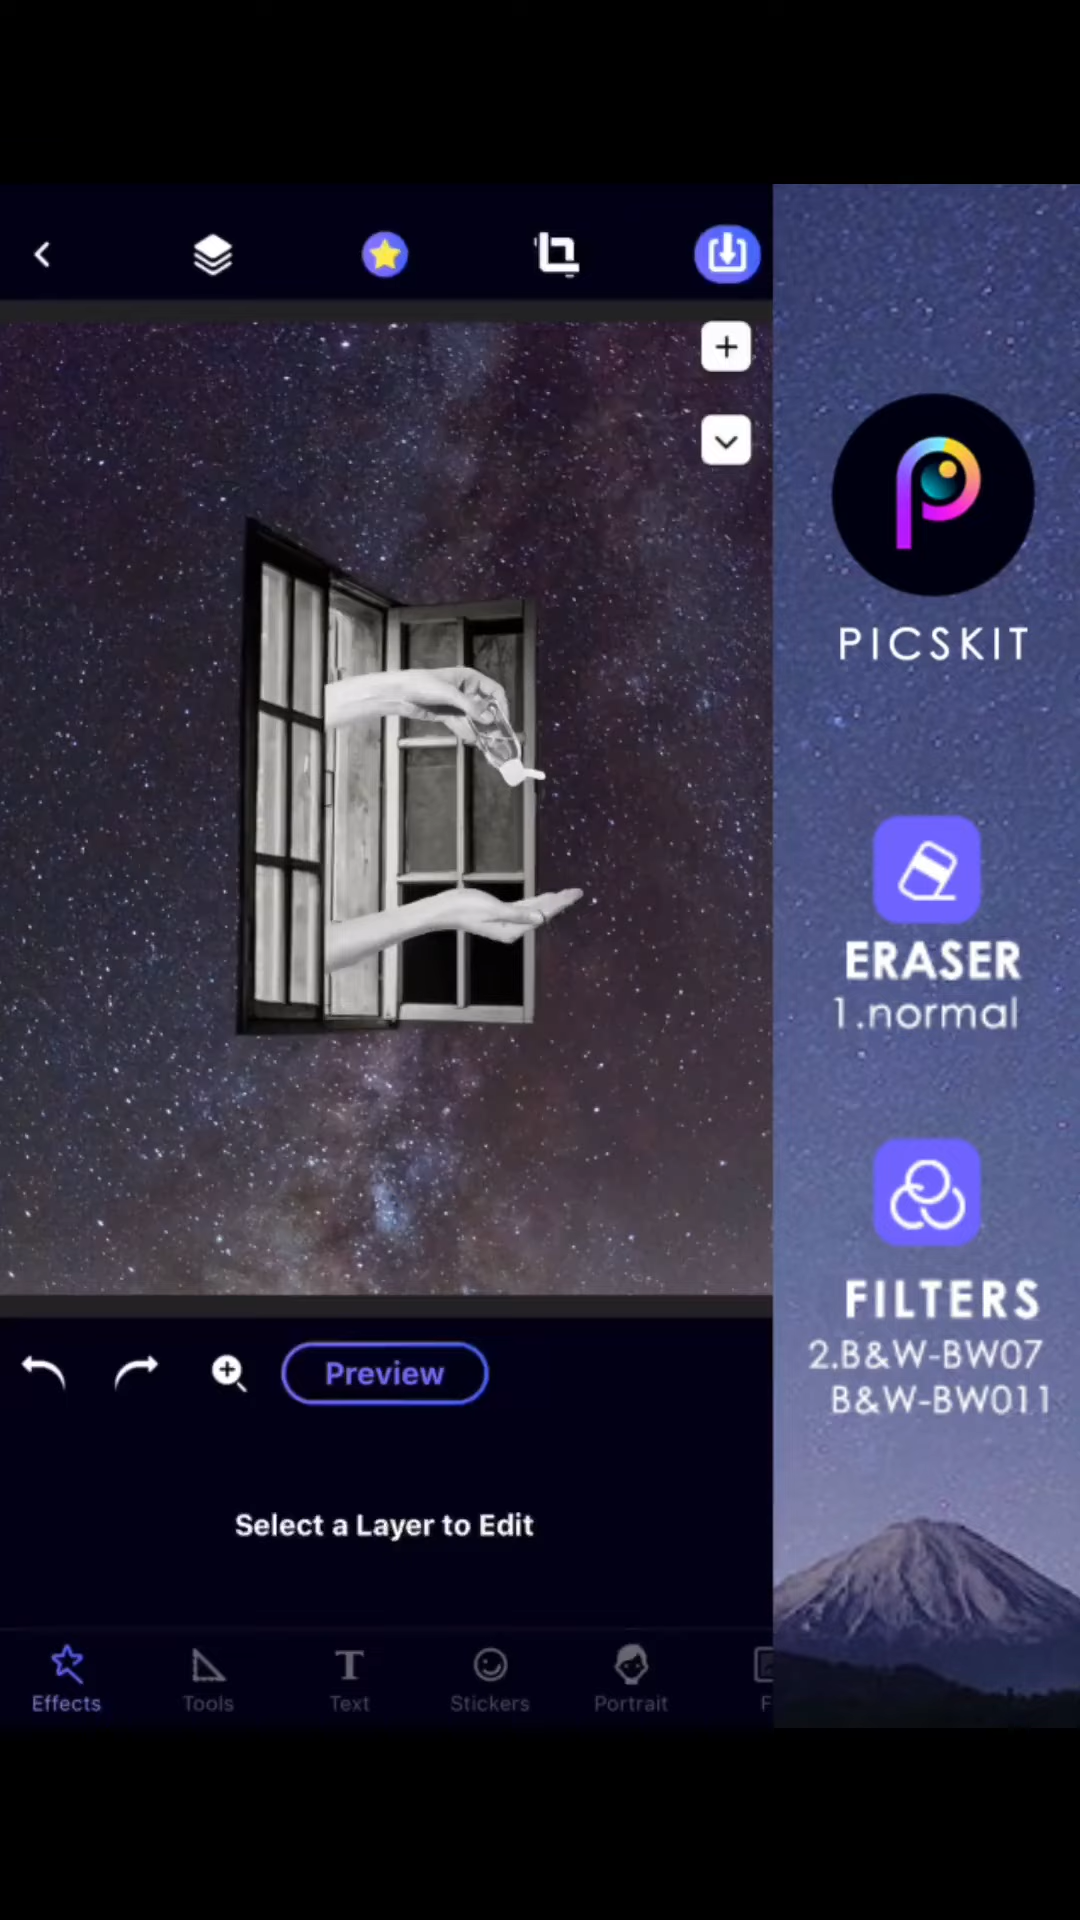 PICSKIT
ERASER
1.normal
FILTERS
2.B&W-BW07
B&W-BW011
Preview
Select a Layer to Edit
Effects
Tools
Text
Stickers
Portrait
F